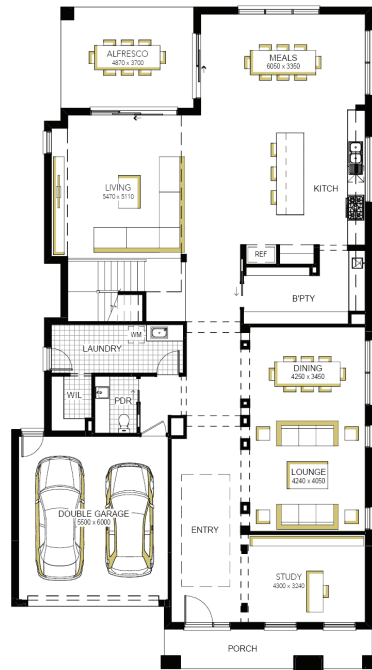 ALFRESCO
4870 x 3700
MEALS
6050 x 3350
LIVING
5470 x 5110
KITCH
REF
B'PTY
WM
LAUNDRY
WIL
PDR
DINING
4250 x 3450
LOUNGE
4240 x 4050
DOUBLE GARAGE
5500 x 6000
ENTRY
STUDY
4300 x 3240
PORCH